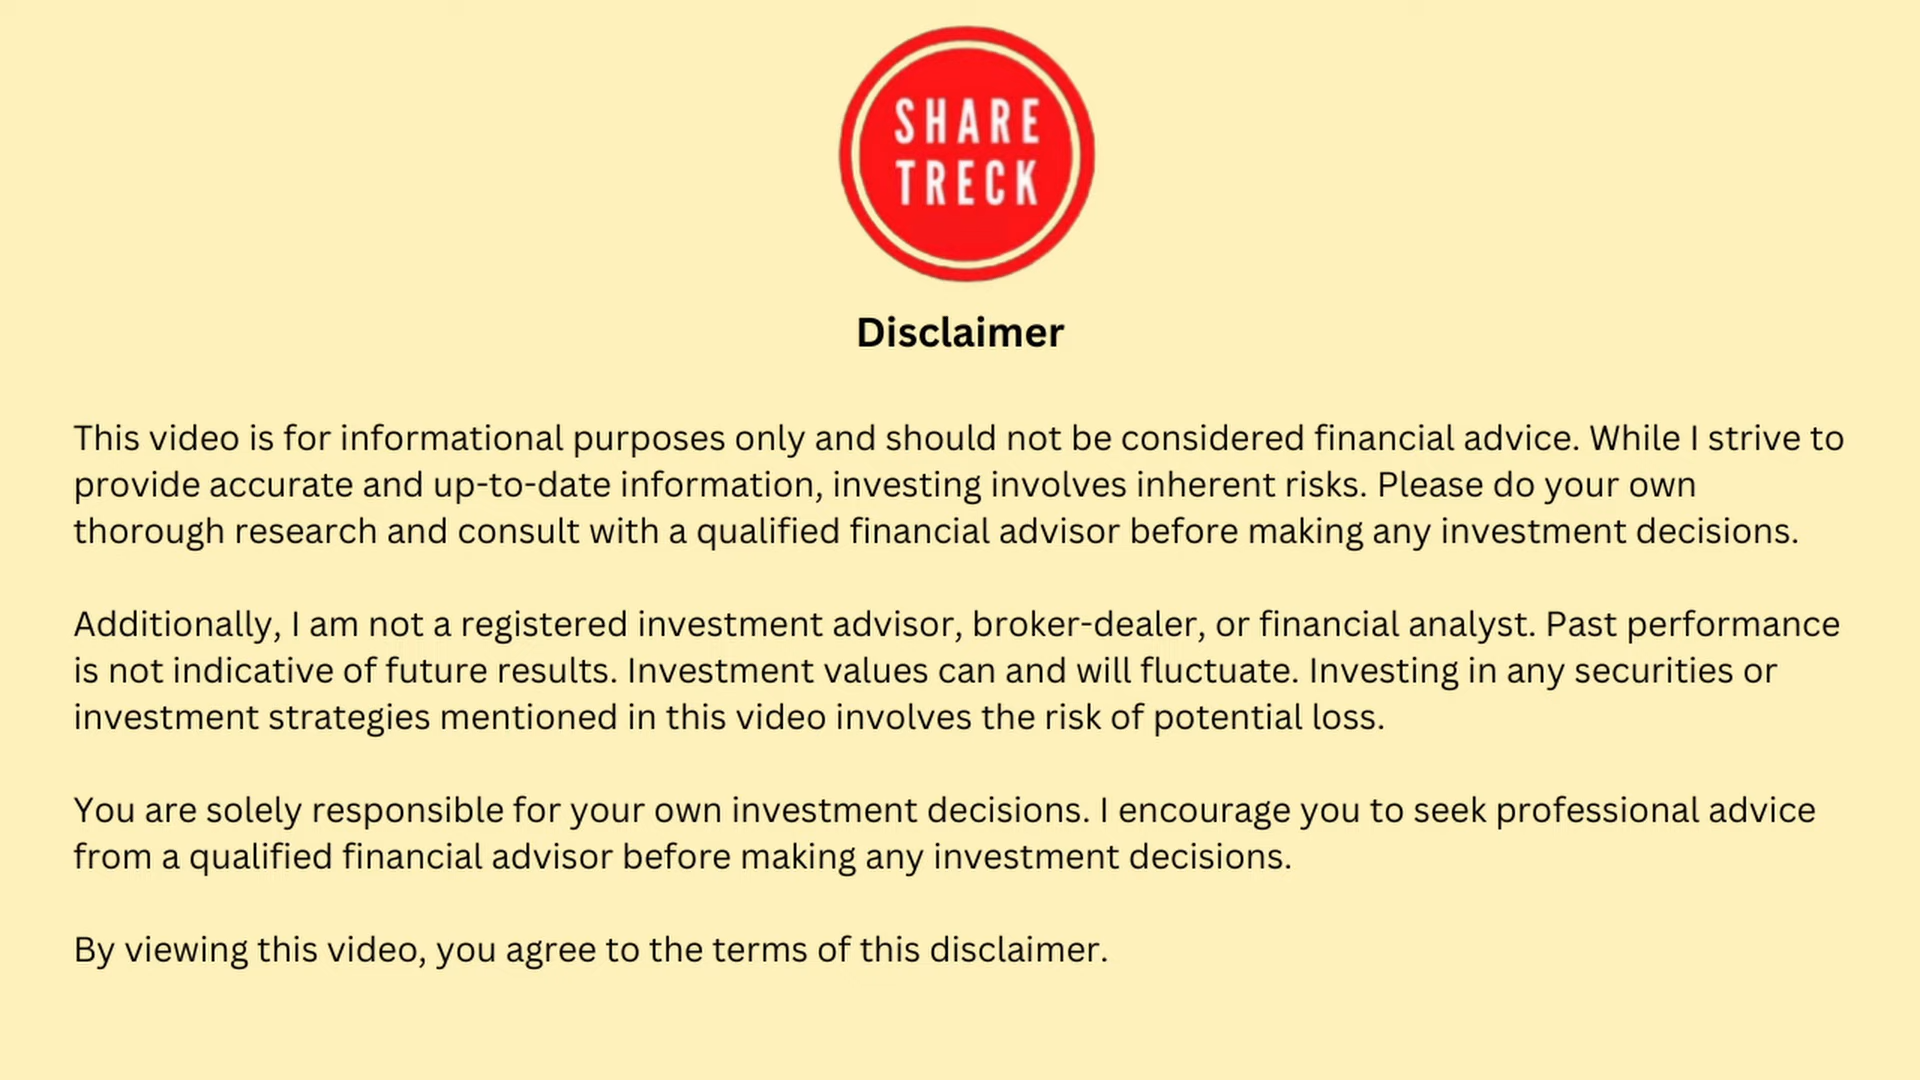 SHARE
TRECK
Disclaimer
This video is for informational purposes only and should not be considered financial advice. While I strive to
provide accurate and up-to-date information, investing involves inherent risks. Please do your own
thorough research and consult with a qualified financial advisor before making any investment decisions.
Additionally, I am not a registered investment advisor, broker-dealer, or financial analyst. Past performance
is not indicative of future results. Investment values can and will fluctuate. Investing in any securities or
investment strategies mentioned in this video involves the risk of potential loss.
You are solely responsible for your own investment decisions. I encourage you to seek professional advice
from a qualified financial advisor before making any investment decisions.
By viewing this video, you agree to the terms of this disclaimer.